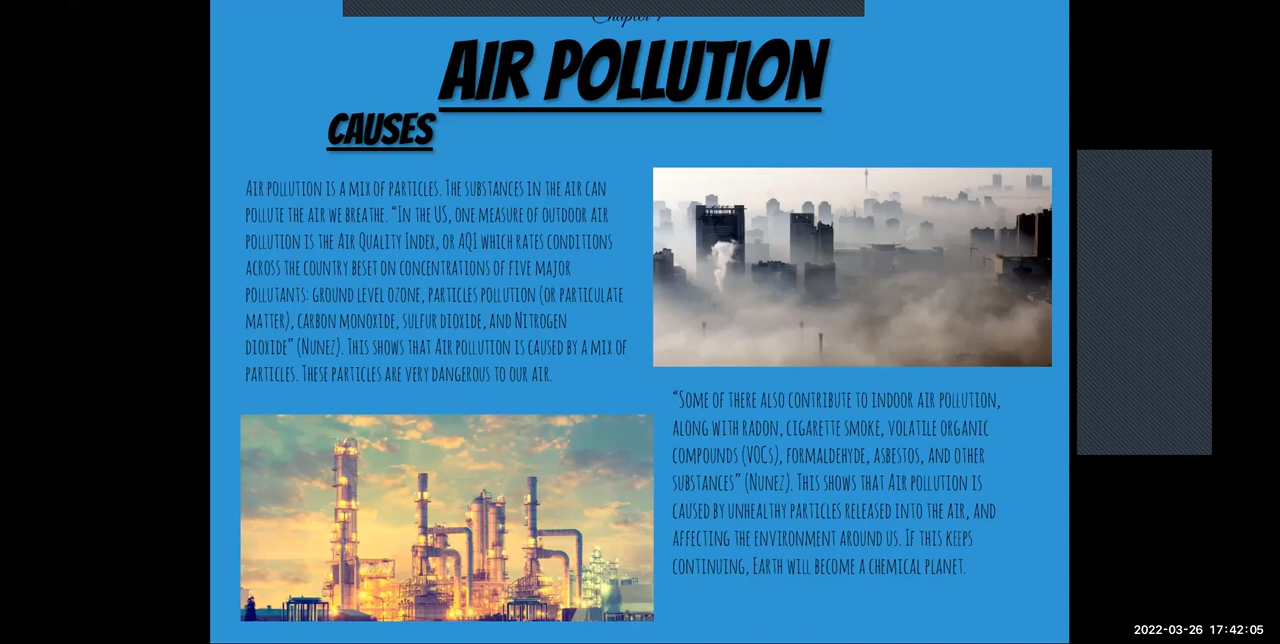 AIR POLLUTION
CAUSES
AIR POLLUTION IS A MIX OF PARTICLES. THE SUBSTANCES IN THE AIR CAN
POLLUTE THE AIR WE BREATHE. “IN THE US, ONE MEASURE OF OUTDOOR AIR
POLLUTION IS THE AIR QUALITY INDEX, OR AQI WHICH RATES CONDITIONS
ACROSS THE COUNTRY BESET ON CONCENTRATIONS OF FIVE MAJOR
POLLUTANTS: GROUND LEVEL OZONE, PARTICLES POLLUTION (OR PARTICULATE
MATTER), CARBON MONOXIDE, SULFUR DIOXIDE, AND NITROGEN
DIOXIDE” (NUNEZ). THIS SHOWS THAT AIR POLLUTION IS CAUSED BY A MIX OF
PARTICLES. THESE PARTICLES ARE VERY DANGEROUS TO OUR AIR.
“SOME OF THERE ALSO CONTRIBUTE TO INDOOR AIR POLLUTION,
ALONG WITH RADON, CIGARETTE SMOKE, VOLATILE ORGANIC
COMPOUNDS (VOCS), FORMALDEHYDE, ASBESTOS, AND OTHER
SUBSTANCES” (NUNEZ). THIS SHOWS THAT AIR POLLUTION IS
CAUSED BY UNHEALTHY PARTICLES RELEASED INTO THE AIR, AND
AFFECTING THE ENVIRONMENT AROUND US. IF THIS KEEPS
CONTINUING, EARTH WILL BECOME A CHEMICAL PLANET.
2022-03-26 17:42:05